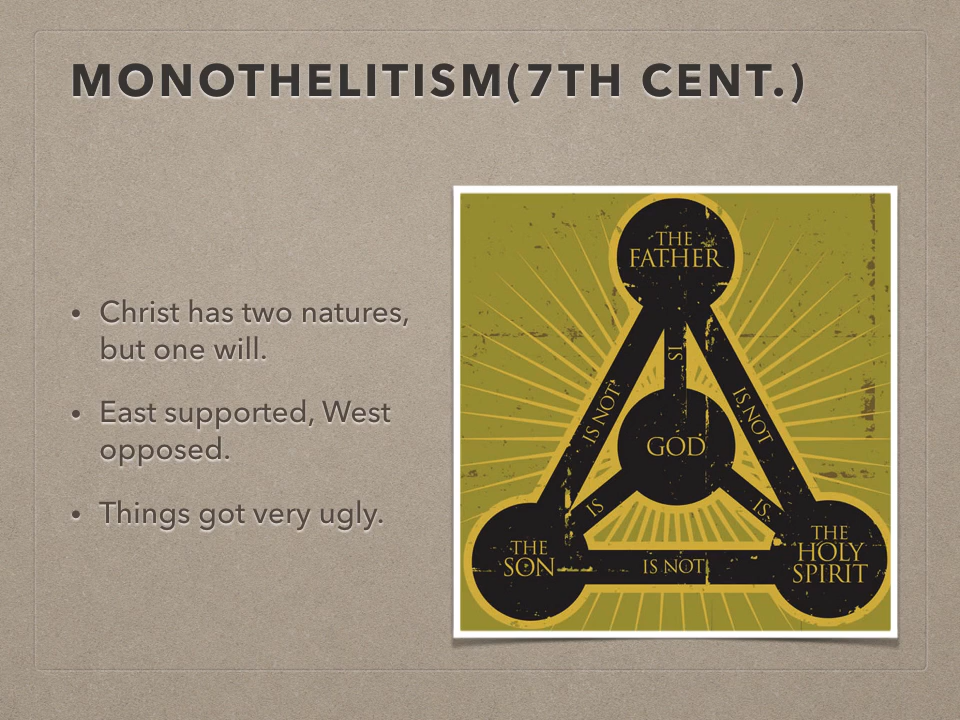 MONOTHELITISM(7TH CENT.)
• Christ has two natures,
but one will.
• East supported, West
opposed.
• Things got very ugly.
THE
FATHER
IS
IS NOT
IS NOT
GOD
IS
IS
THE
SON
IS NOT
THE
HOLY
SPIRIT